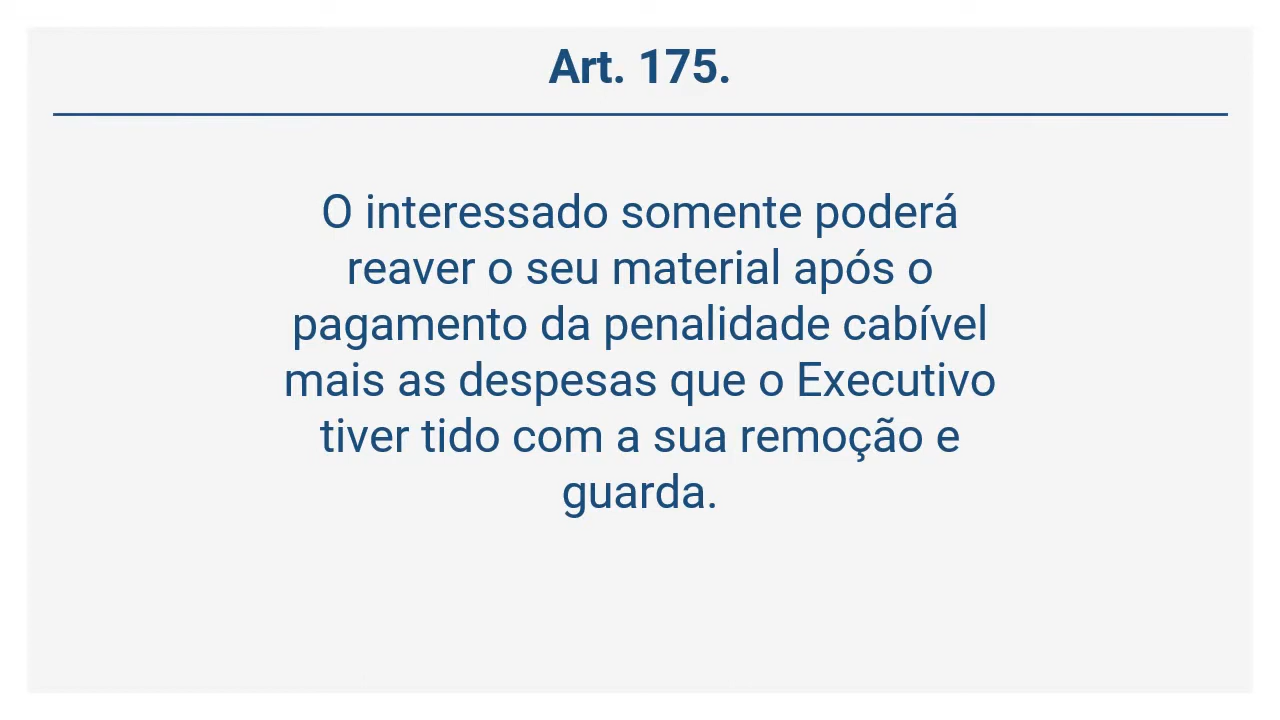 Art. 175.
O interessado somente poderá
reaver o seu material após o
pagamento da penalidade cabível
mais as despesas que o Executivo
tiver tido com a sua remoção e
guarda.